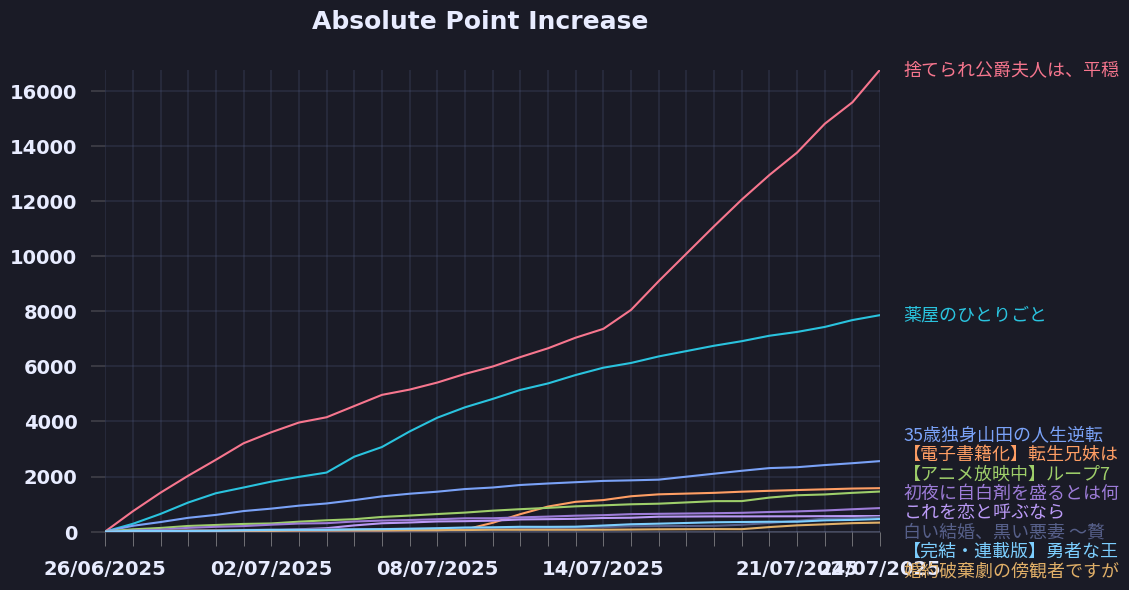 Absolute Point Increase
16000
14000
12000
10000
8000
6000
4000
2000
0
捨てられ公爵夫人は、平穏
薬屋のひとりごと
35歳独身山田の人生逆転
【電子書籍化】転生兄妹は
【アニメ放映中】ループ7
初夜に自白剤を盛るとは何
これを恋と呼ぶなら
白い結婚、黒い悪妻 〜贅
【完結・連載版】勇者な王
婚約破棄劇の傍観者ですが
26/06/2025 02/07/2025 08/07/2025 14/07/2025 21/07/2025 24/07/2025